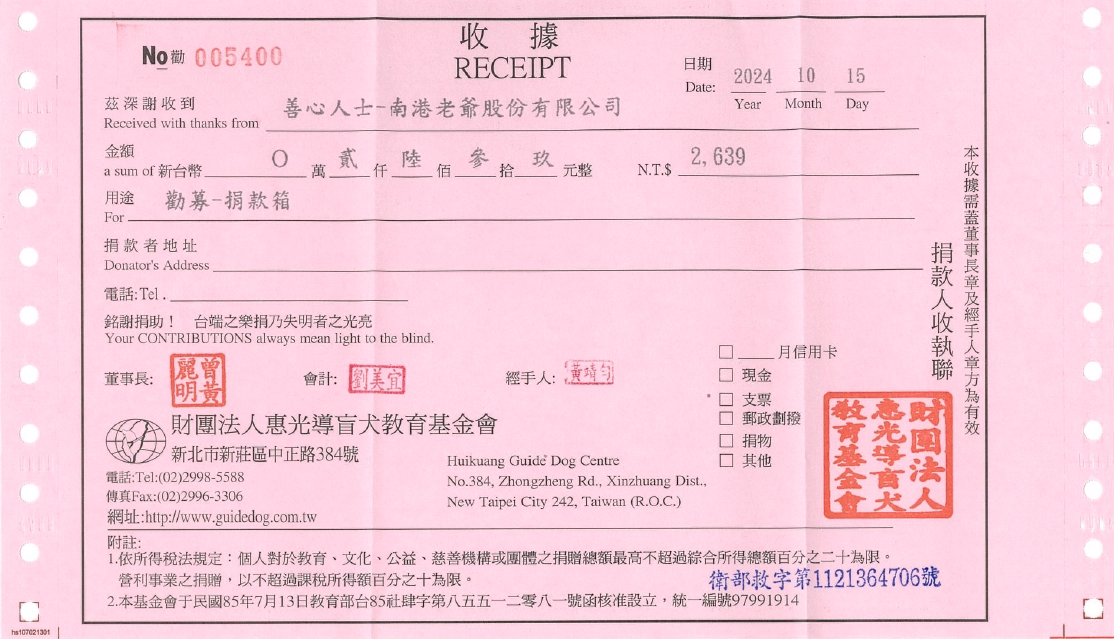 收據
RECEIPT
No勸 005400
日期
Date: 2024 10 15
Year Month Day
茲深謝收到
Received with thanks from 善心人士-南港老爺股份有限公司
金額
a sum of 新台幣 O 萬 貳 仟 陸 佰 參 拾 玖 元整 N.T.$ 2,639
用途
For 勸募-捐款箱
捐款者地址
Donator's Address
電話:Tel.
銘謝捐助! 台端之樂捐乃失明者之光亮
Your CONTRIBUTIONS always mean light to the blind.
董事長: 曾黃麗明 會計: 劉美宜 經手人: 黃靖勻
月信用卡
現金
支票
郵政劃撥
捐物
其他
財團法人惠光導盲犬教育基金會
新北市新莊區中正路384號
電話:Tel:(02)2998-5588
傳真Fax:(02)2996-3306
網址:http://www.guidedog.com.tw
Huikuang Guide Dog Centre
No.384, Zhongzheng Rd., Xinzhuang Dist.,
New Taipei City 242, Taiwan (R.O.C.)
財團法人
惠光導盲犬
教育基金會
捐款人收執聯
本收據需蓋董事長章及經手人章方為有效
附註:
1.依所得稅法規定:個人對於教育、文化、公益、慈善機構或團體之捐贈總額最高不超過綜合所得總額百分之二十為限。
營利事業之捐贈,以不超過課稅所得額百分之十為限。
衛部救字第1121364706號
2.本基金會于民國85年7月13日教育部台85社肆字第八五五一二零八一號函核准設立,統一編號97991914
hs107021301